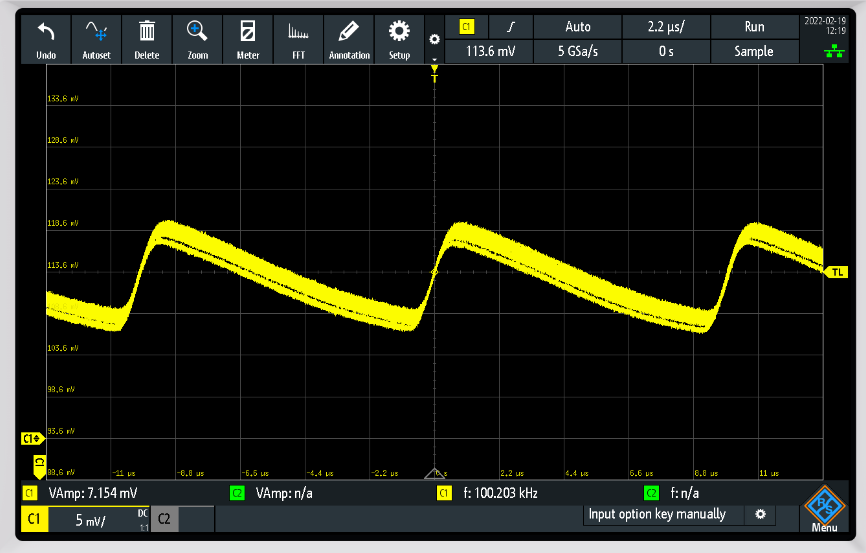 Undo Autoset Delete Zoom Meter FFT Annotation Setup
C1 Auto 2.2 µs/ Run 2022-02-19
12:19
113.6 mV 5 GSa/s 0 s Sample
T
133.6 mV
128.6 mV
123.6 mV
118.6 mV
113.6 mV
TL
103.6 mV
98.6 mV
93.6 mV
C1
88.6 mV -11 µs -8.8 µs -6.6 µs -4.4 µs -2.2 µs 0 s 2.2 µs 4.4 µs 6.6 µs 8.8 µs 11 µs
C1 VAmp: 7.154 mV C2 VAmp: n/a C1 f: 100.203 kHz C2 f: n/a
C1 5 mV/ DC
1:1
C2
Input option key manually
R&S
Menu